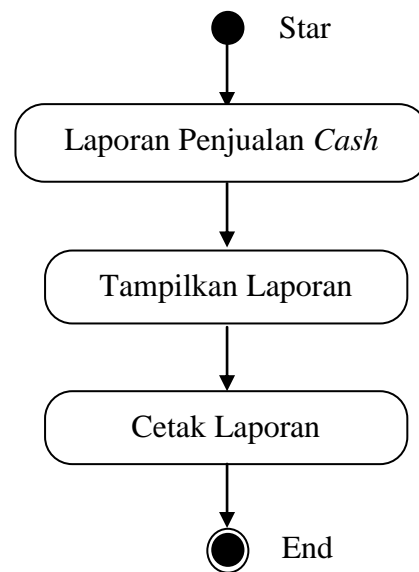 Star
Laporan Penjualan Cash
Tampilkan Laporan
Cetak Laporan
End